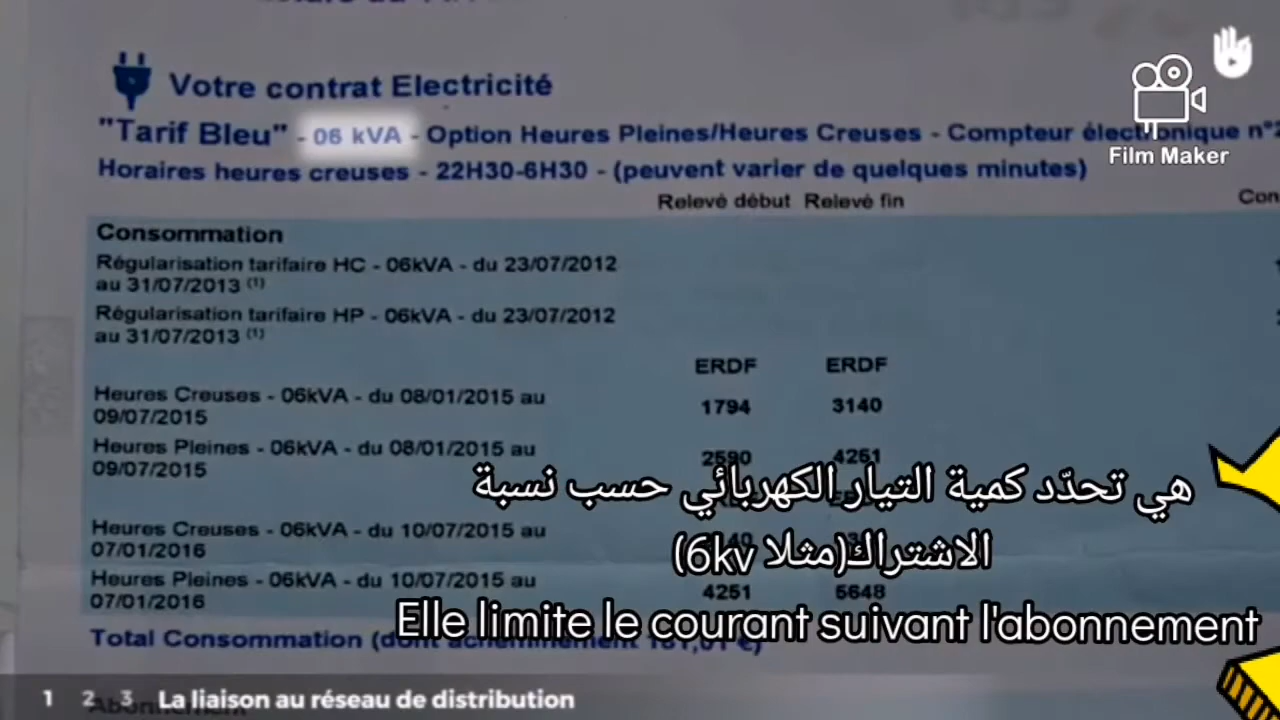 Votre contrat Electricité
"Tarif Bleu" - 06 kVA - Option Heures Pleines/Heures Creuses - Compteur électronique n°
Film Maker
Horaires heures creuses - 22H30-6H30 - (peuvent varier de quelques minutes)
Relevé début Relevé fin
Con
Consommation
Régularisation tarifaire HC - 06kVA - du 23/07/2012
au 31/07/2013 (1)
Régularisation tarifaire HP - 06kVA - du 23/07/2012
au 31/07/2013 (1)
ERDF ERDF
Heures Creuses - 06kVA - du 08/01/2015 au
09/07/2015
1794 3140
Heures Pleines - 06kVA - du 08/01/2015 au
09/07/2015
2590 4251
هي تحدّد كمية التيار الكهربائي حسب نسبة
الاشتراك(مثلا 6kv)
Heures Creuses - 06kVA - du 10/07/2015 au
07/01/2016
Heures Pleines - 06kVA - du 10/07/2015 au
07/01/2016
4251 5648
Elle limite le courant suivant l'abonnement
Total Consommation (dont acheminement
1 2 3 La liaison au réseau de distribution
Abonnement